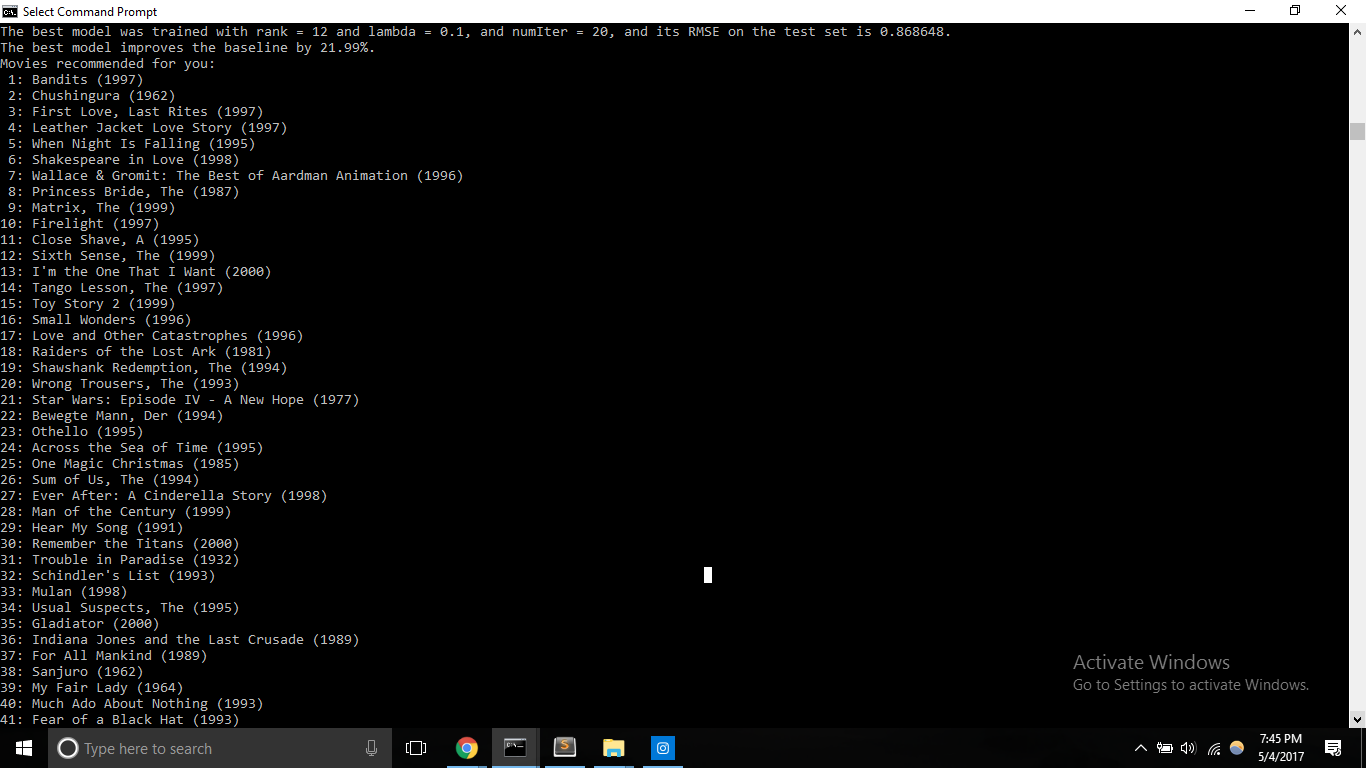 Select Command Prompt
The best model was trained with rank = 12 and lambda = 0.1, and numIter = 20, and its RMSE on the test set is 0.868648.
The best model improves the baseline by 21.99%.
Movies recommended for you:
1: Bandits (1997)
2: Chushingura (1962)
3: First Love, Last Rites (1997)
4: Leather Jacket Love Story (1997)
5: When Night Is Falling (1995)
6: Shakespeare in Love (1998)
7: Wallace & Gromit: The Best of Aardman Animation (1996)
8: Princess Bride, The (1987)
9: Matrix, The (1999)
10: Firelight (1997)
11: Close Shave, A (1995)
12: Sixth Sense, The (1999)
13: I'm the One That I Want (2000)
14: Tango Lesson, The (1997)
15: Toy Story 2 (1999)
16: Small Wonders (1996)
17: Love and Other Catastrophes (1996)
18: Raiders of the Lost Ark (1981)
19: Shawshank Redemption, The (1994)
20: Wrong Trousers, The (1993)
21: Star Wars: Episode IV - A New Hope (1977)
22: Bewegte Mann, Der (1994)
23: Othello (1995)
24: Across the Sea of Time (1995)
25: One Magic Christmas (1985)
26: Sum of Us, The (1994)
27: Ever After: A Cinderella Story (1998)
28: Man of the Century (1999)
29: Hear My Song (1991)
30: Remember the Titans (2000)
31: Trouble in Paradise (1932)
32: Schindler's List (1993)
33: Mulan (1998)
34: Usual Suspects, The (1995)
35: Gladiator (2000)
36: Indiana Jones and the Last Crusade (1989)
37: For All Mankind (1989)
38: Sanjuro (1962)
39: My Fair Lady (1964)
40: Much Ado About Nothing (1993)
41: Fear of a Black Hat (1993)
Activate Windows
Go to Settings to activate Windows.
Type here to search
7:45 PM
5/4/2017